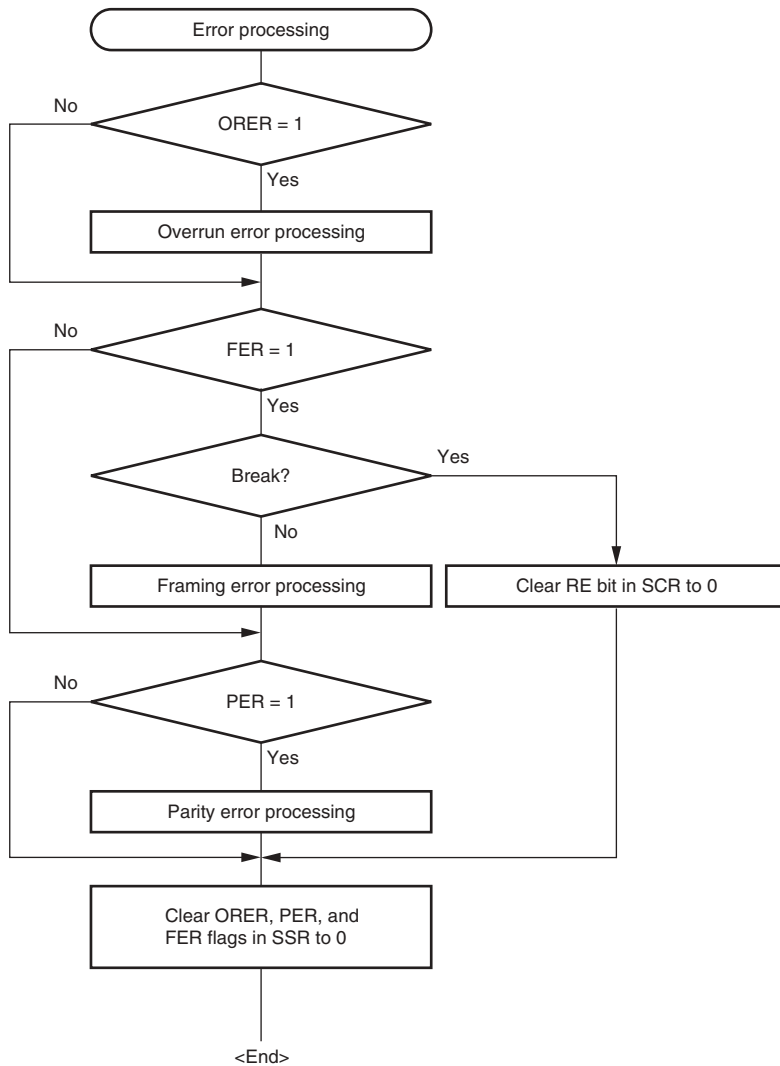 Error processing
No
ORER = 1
Yes
Overrun error processing
No
FER = 1
Yes
Break?
Yes
No
Framing error processing
Clear RE bit in SCR to 0
No
PER = 1
Yes
Parity error processing
Clear ORER, PER, and
FER flags in SSR to 0
<End>